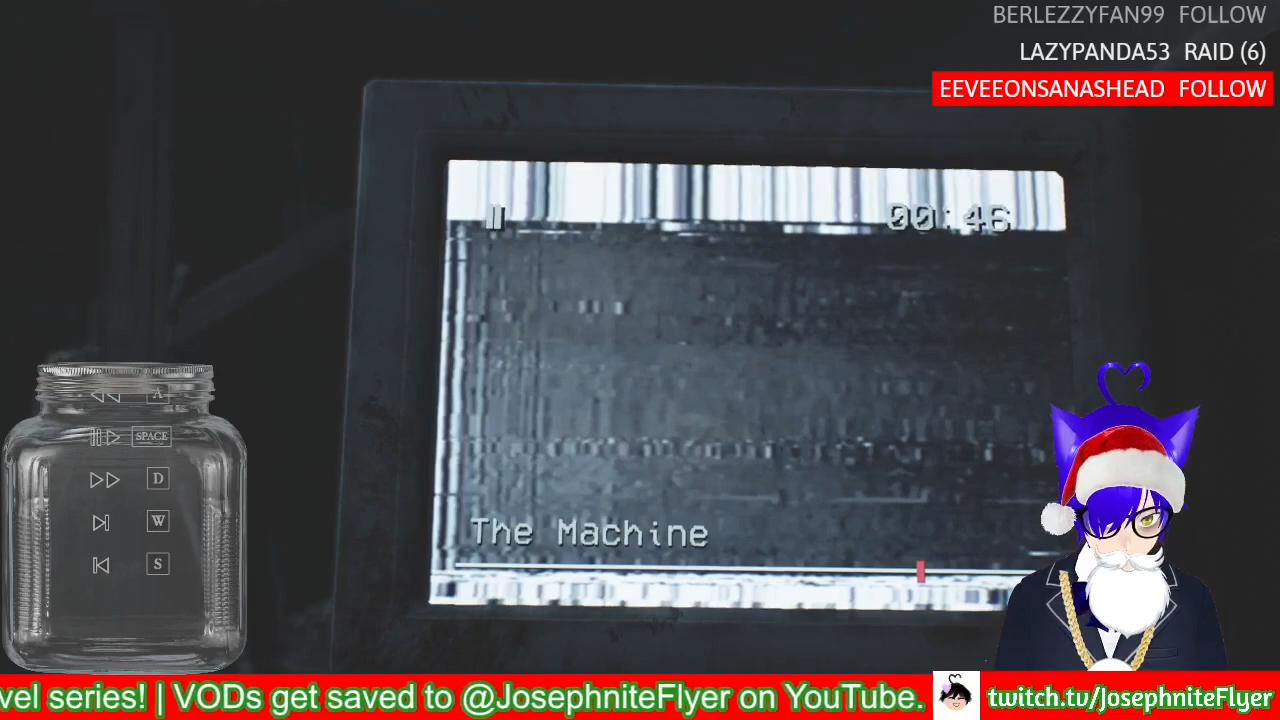 BERLEZZYFAN99 FOLLOW
LAZYPANDA53 RAID (6)
EEVEEONSANASHEAD FOLLOW
00:46
A
SPACE
D
W
S
The Machine
vel series! | VODs get saved to @JosephniteFlyer on YouTube.
twitch.tv/JosephniteFlyer